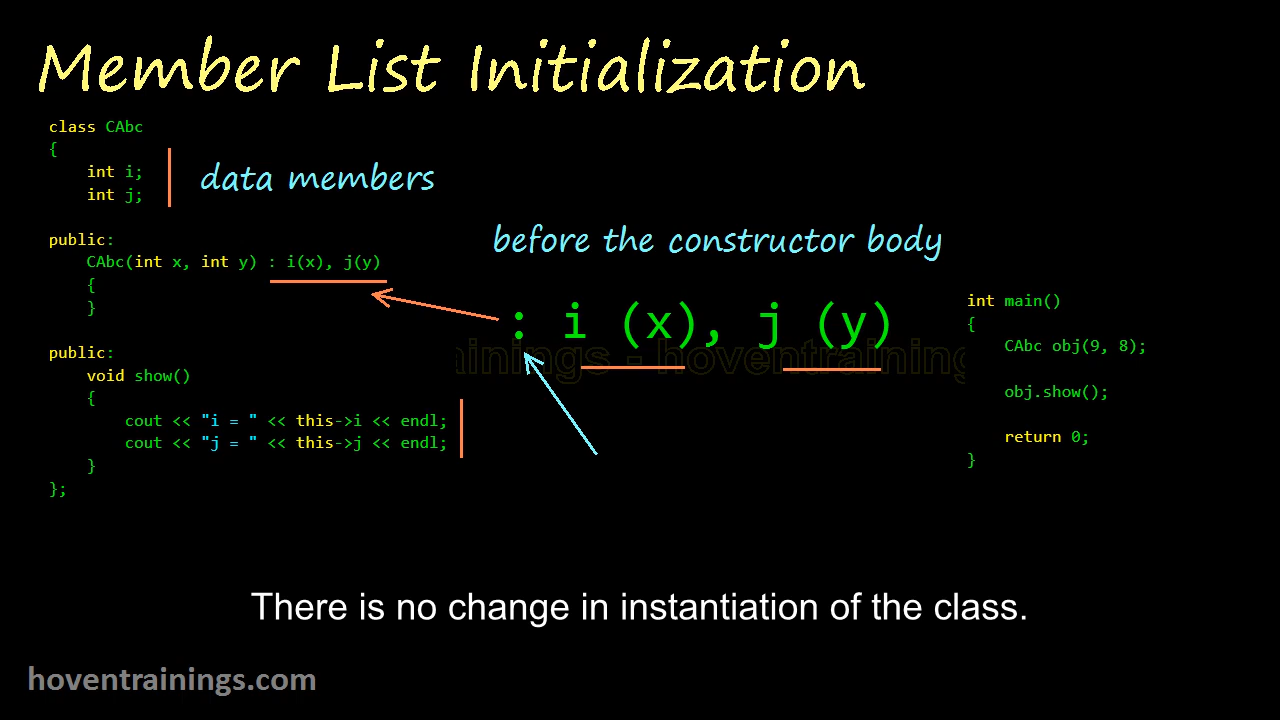 Member List Initialization
class CAbc
{
int i;
int j;
data members
public:
CAbc(int x, int y) : i(x), j(y)
{
}
before the constructor body
: i (x), j (y)
ainings - hoventraining
public:
void show()
{
cout << "i = " << this->i << endl;
cout << "j = " << this->j << endl;
}
};
int main()
{
CAbc obj(9, 8);
obj.show();
return 0;
}
There is no change in instantiation of the class.
hoventrainings.com